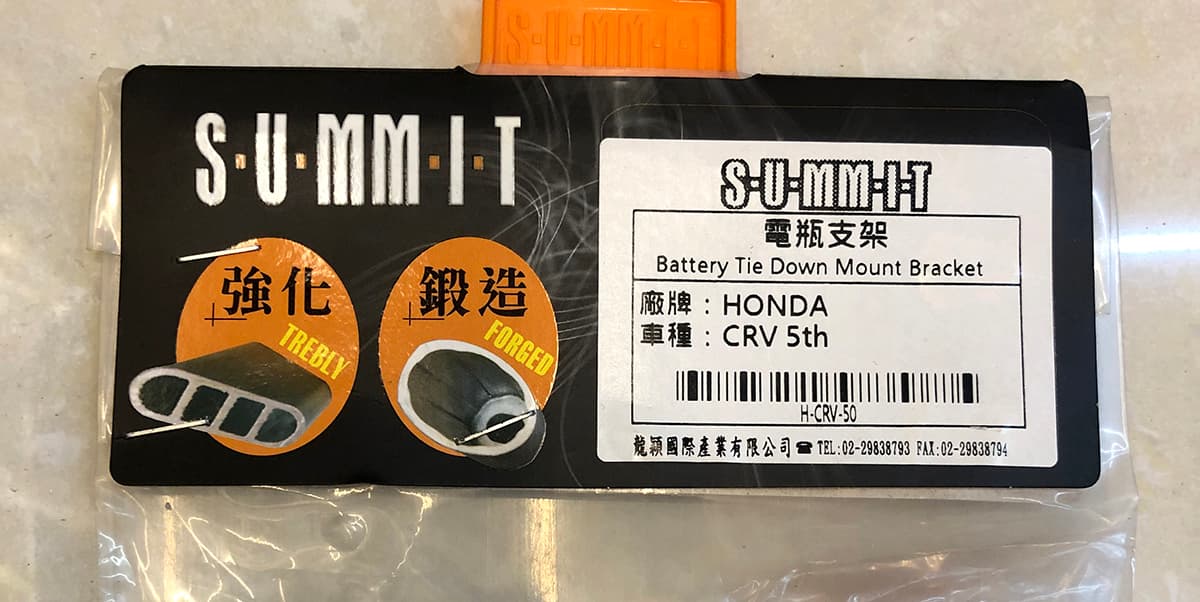 S·U·MM·I·T
S·U·MM·I·T
強化
TREBLY
鍛造
FORGED
S·U·MM·I·T
電瓶支架
Battery Tie Down Mount Bracket
廠牌：HONDA
車種：CRV 5th
H-CRV-50
龍穎國際產業有限公司☎TEL:02-29838793 FAX:02-29838794